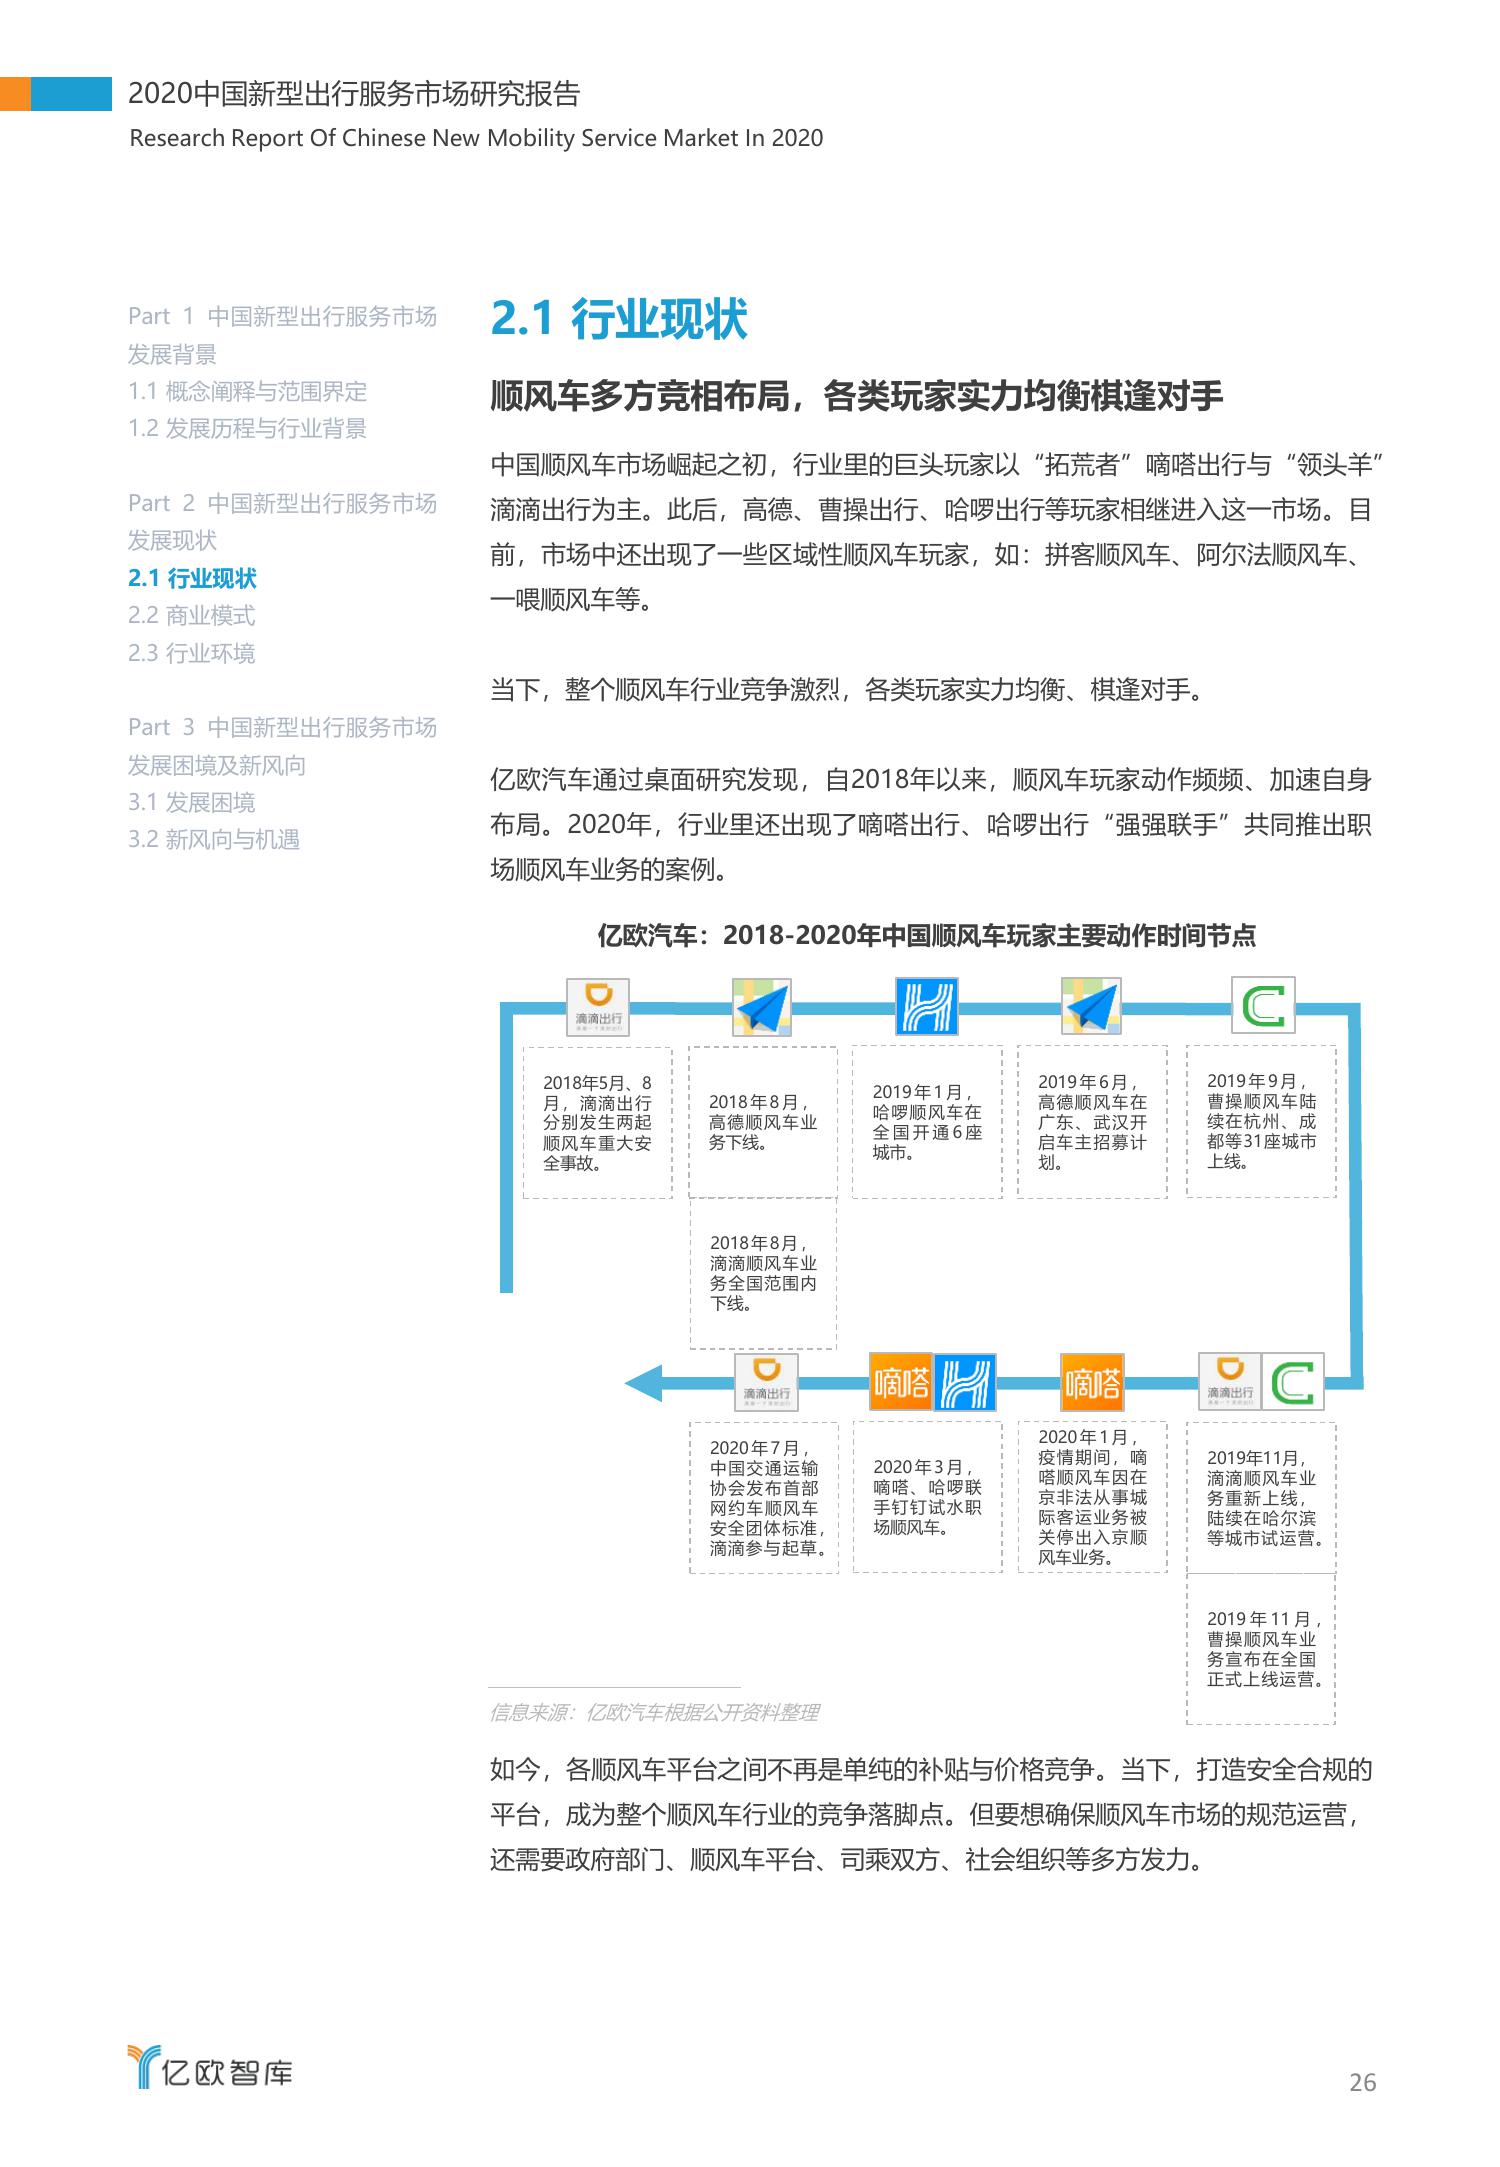 2020中国新型出行服务市场研究报告
Research Report Of Chinese New Mobility Service Market In 2020
Part 1 中国新型出行服务市场
发展背景
1.1 概念阐释与范围界定
1.2 发展历程与行业背景
Part 2 中国新型出行服务市场
发展现状
2.1 行业现状
2.2 商业模式
2.3 行业环境
Part 3 中国新型出行服务市场
发展困境及新风向
3.1 发展困境
3.2 新风向与机遇
2.1 行业现状
顺风车多方竞相布局，各类玩家实力均衡棋逢对手
中国顺风车市场崛起之初，行业里的巨头玩家以“拓荒者”嘀嗒出行与“领头羊”
滴滴出行为主。此后，高德、曹操出行、哈啰出行等玩家相继进入这一市场。目
前，市场中还出现了一些区域性顺风车玩家，如：拼客顺风车、阿尔法顺风车、
一喂顺风车等。
当下，整个顺风车行业竞争激烈，各类玩家实力均衡、棋逢对手。
亿欧汽车通过桌面研究发现，自2018年以来，顺风车玩家动作频频、加速自身
布局。2020年，行业里还出现了嘀嗒出行、哈啰出行“强强联手”共同推出职
场顺风车业务的案例。
亿欧汽车：2018-2020年中国顺风车玩家主要动作时间节点
滴滴出行
2018年5月、8
月，滴滴出行
分别发生两起
顺风车重大安
全事故。
2018年8月，
高德顺风车业
务下线。
2018年8月，
滴滴顺风车业
务全国范围内
下线。
2019年1月，
哈啰顺风车在
全国开通6座
城市。
2019年6月，
高德顺风车在
广东、武汉开
启车主招募计
划。
2019年9月，
曹操顺风车陆
续在杭州、成
都等31座城市
上线。
滴滴出行
2020年7月，
中国交通运输
协会发布首部
网约车顺风车
安全团体标准，
滴滴参与起草。
嘀嗒
2020年3月，
嘀嗒、哈啰联
手钉钉试水职
场顺风车。
嘀嗒
2020年1月，
疫情期间，嘀
嗒顺风车因在
京非法从事城
际客运业务被
关停出入京顺
风车业务。
滴滴出行
2019年11月，
滴滴顺风车业
务重新上线，
陆续在哈尔滨
等城市试运营。
2019年11月，
曹操顺风车业
务宣布在全国
正式上线运营。
信息来源：亿欧汽车根据公开资料整理
如今，各顺风车平台之间不再是单纯的补贴与价格竞争。当下，打造安全合规的
平台，成为整个顺风车行业的竞争落脚点。但要想确保顺风车市场的规范运营，
还需要政府部门、顺风车平台、司乘双方、社会组织等多方发力。
亿欧智库
26